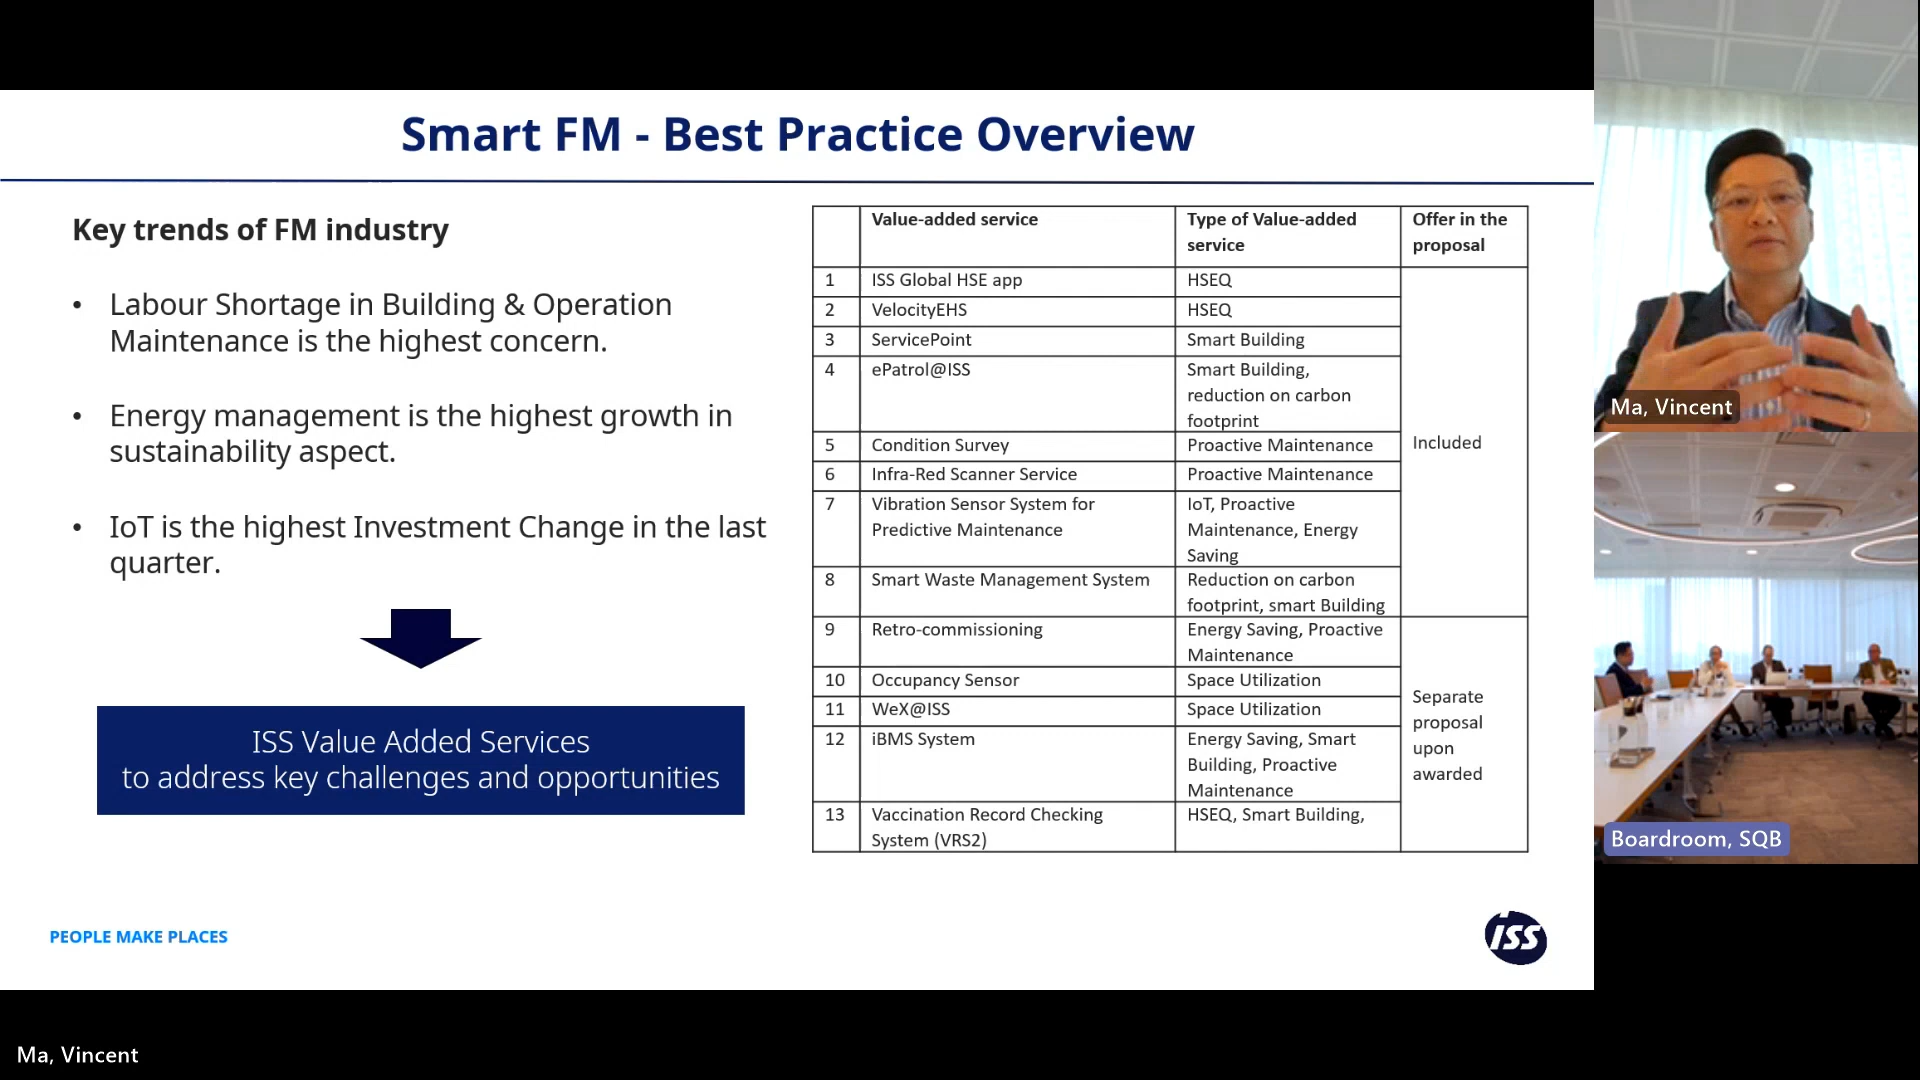 Smart FM - Best Practice Overview
Key trends of FM industry
• Labour Shortage in Building & Operation
Maintenance is the highest concern.
• Energy management is the highest growth in
sustainability aspect.
• IoT is the highest Investment Change in the last
quarter.
ISS Value Added Services
to address key challenges and opportunities
Value-added service
Type of Value-added
service
Offer in the
proposal
1 ISS Global HSE app HSEQ
2 VelocityEHS HSEQ
3 ServicePoint Smart Building
4 ePatrol@ISS Smart Building,
reduction on carbon
footprint
5 Condition Survey Proactive Maintenance
6 Infra-Red Scanner Service Proactive Maintenance
7 Vibration Sensor System for
Predictive Maintenance
IoT, Proactive
Maintenance, Energy
Saving
8 Smart Waste Management System Reduction on carbon
footprint, smart Building
Included
9 Retro-commissioning Energy Saving, Proactive
Maintenance
10 Occupancy Sensor Space Utilization
11 WeX@ISS Space Utilization
12 iBMS System Energy Saving, Smart
Building, Proactive
Maintenance
13 Vaccination Record Checking
System (VRS2)
HSEQ, Smart Building,
Separate
proposal
upon
awarded
PEOPLE MAKE PLACES
ISS
Ma, Vincent
Boardroom, SQB
Ma, Vincent